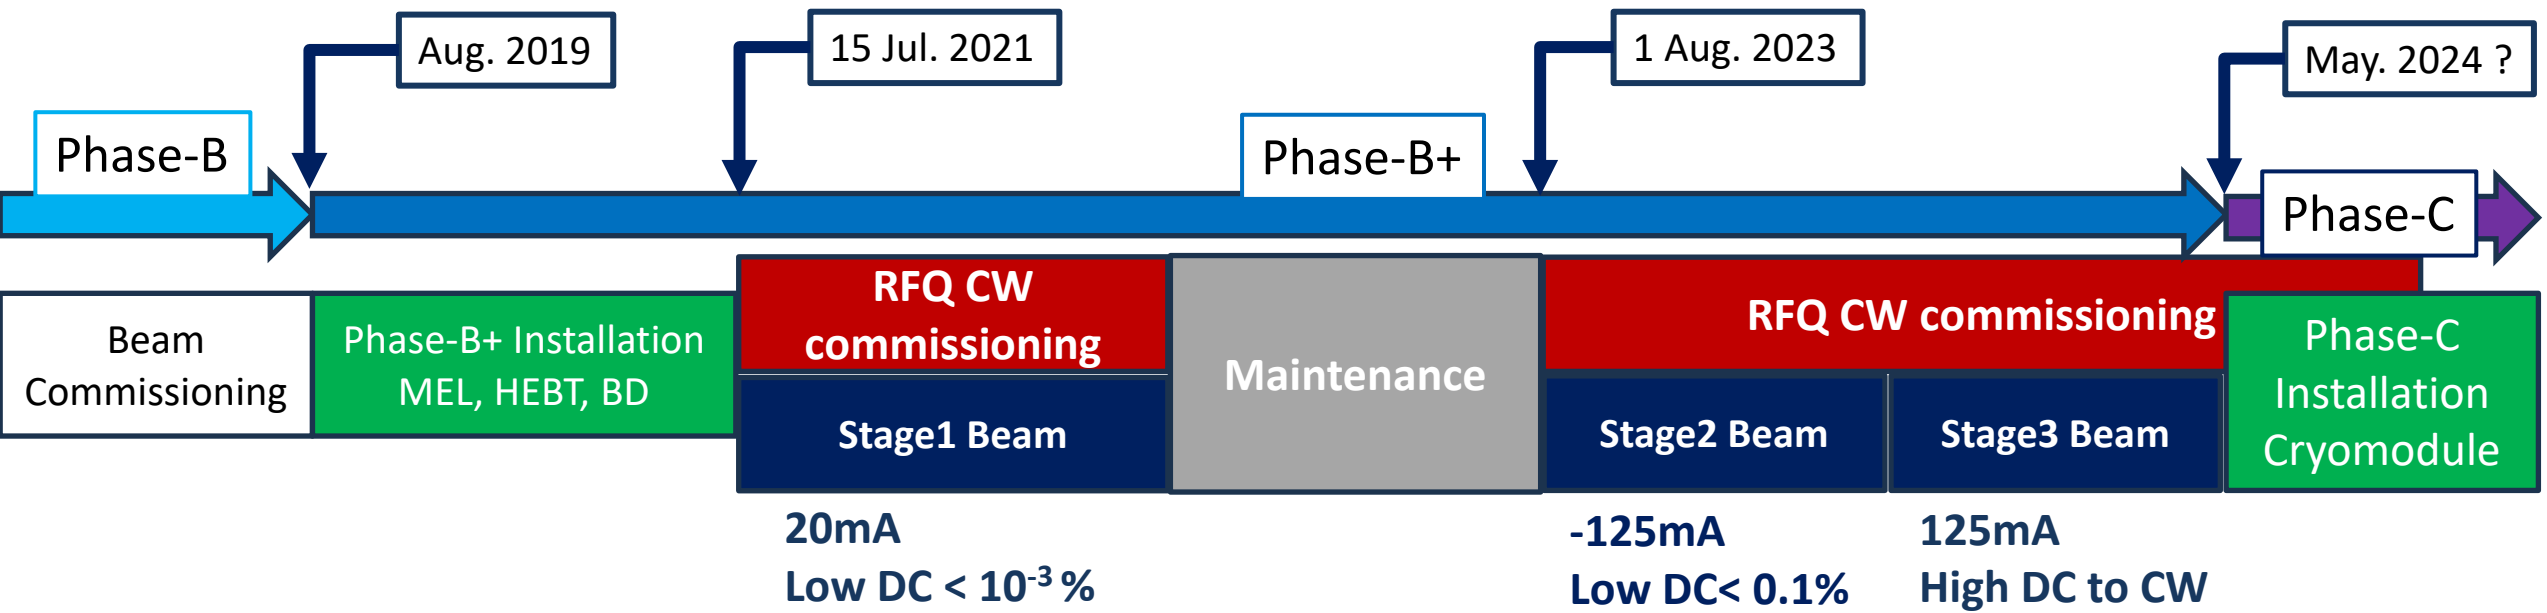 Aug. 2019
15 Jul. 2021
1 Aug. 2023
May. 2024 ?
Phase-B
Phase-B+
Phase-C
Beam
Commissioning
Phase-B+ Installation
MEL, HEBT, BD
RFQ CW
commissioning
Stage1 Beam
Maintenance
RFQ CW commissioning
Stage2 Beam
Stage3 Beam
Phase-C
Installation
Cryomodule
20mA
Low DC < 10⁻³ %
-125mA
Low DC< 0.1%
125mA
High DC to CW